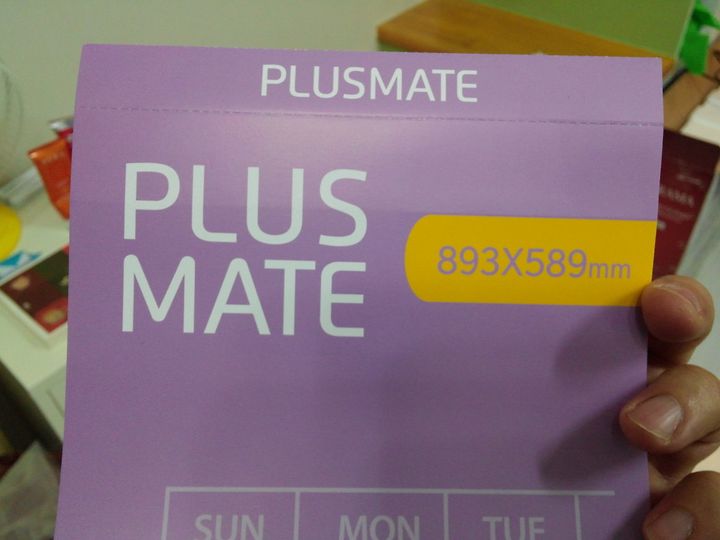 PLUSMATE
PLUS
MATE
893X589mm
SUN MON TUE